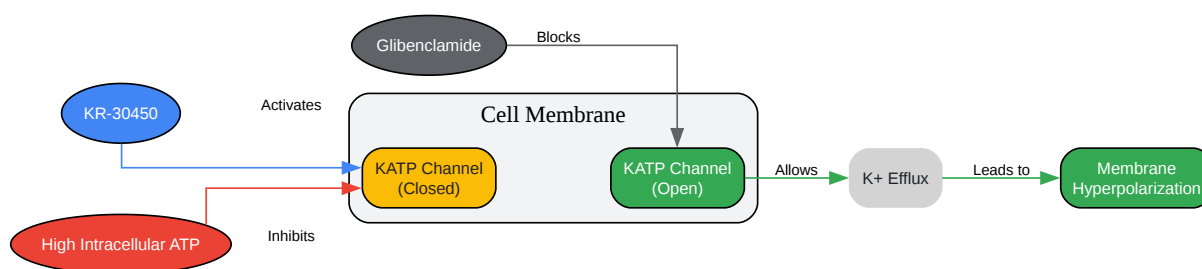 Glibenclamide
Blocks
KR-30450
Activates
Cell Membrane
KATP Channel
(Closed)
KATP Channel
(Open)
Allows
K+ Efflux
Leads to
Membrane
Hyperpolarization
High Intracellular ATP
Inhibits